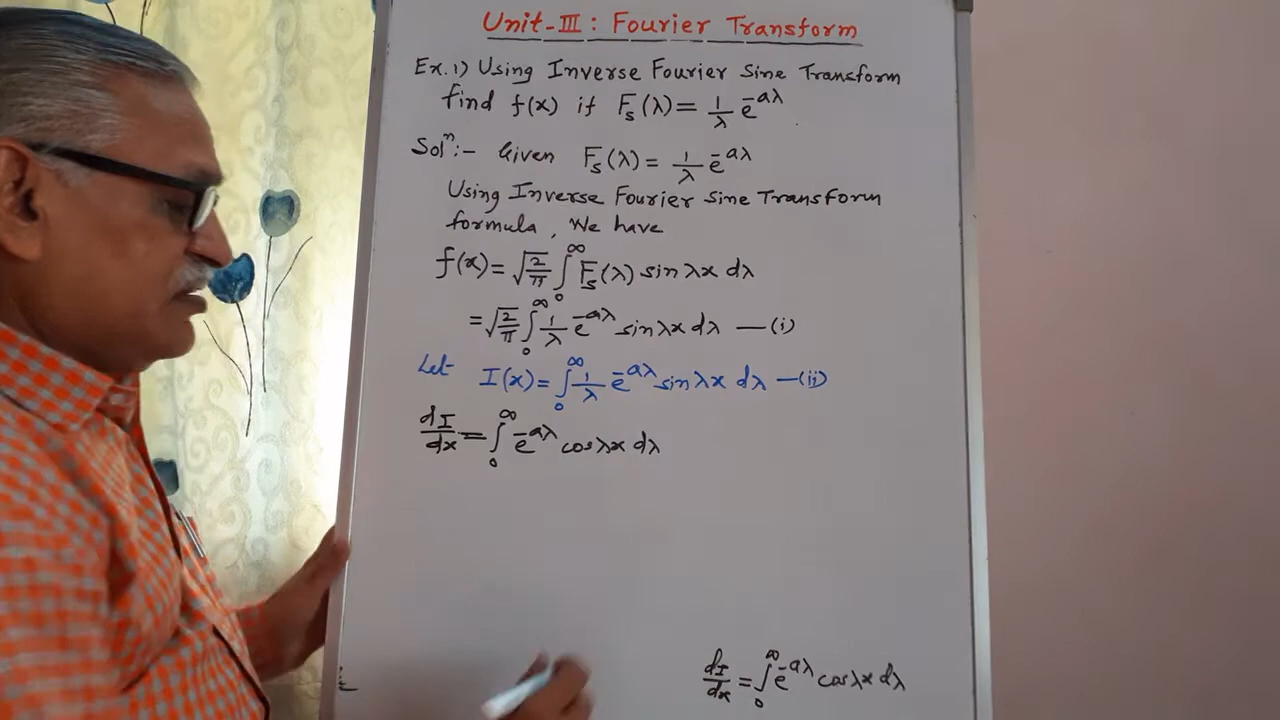 Unit-III : Fourier Transform
Ex.1) Using Inverse Fourier Sine Transform
find f(x) if Fₛ(λ) = 1/λ e^-aλ
Solⁿ:- Given Fₛ(λ) = 1/λ e^-aλ
Using Inverse Fourier Sine Transform
formula, We have
f(x) = √(2/π) ∫₀^∞ Fₛ(λ) sin λx dλ
= √(2/π) ∫₀^∞ 1/λ e^-aλ sin λx dλ —(i)
Let I(x) = ∫₀^∞ 1/λ e^-aλ sin λx dλ —(ii)
dI/dx = ∫₀^∞ e^-aλ cos λx dλ
dI/dx = ∫₀^∞ e^-aλ cos λx dλ